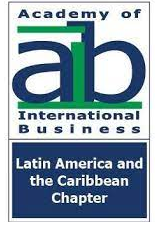 Academy of
aib
International
Business
Latin America and
the Caribbean
Chapter